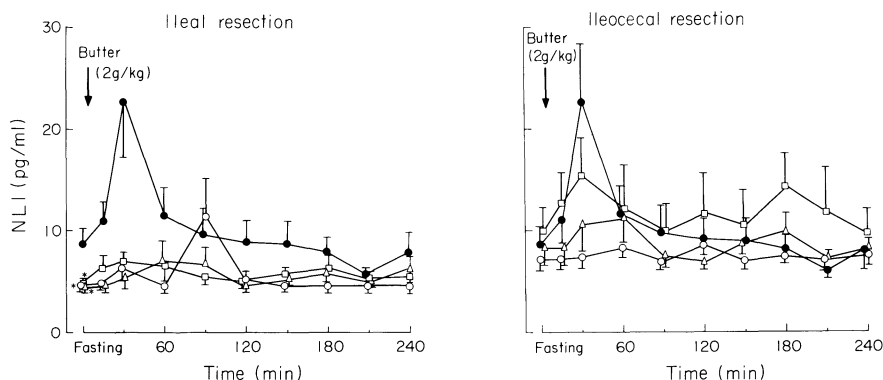 Ileal resection
30
20
10
0
NLI (pg/ml)
Butter
(2g/kg)
*
*
*
Fasting
60
120
180
240
Time (min)
Ileocecal resection
Butter
(2g/kg)
Fasting
60
120
180
240
Time (min)